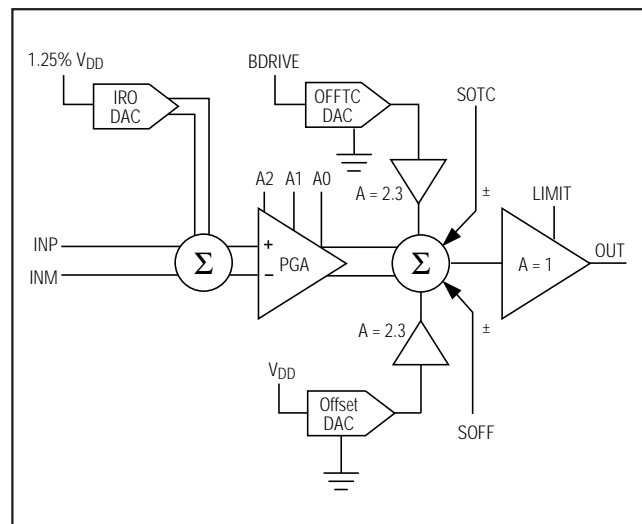 1.25% VDD
IRO
DAC
BDRIVE
OFFTC
DAC
SOTC
A2 A1 A0
A = 2.3
±
LIMIT
INP
INM
Σ
+
−
PGA
Σ
A = 1
OUT
A = 2.3
±
VDD
Offset
DAC
SOFF